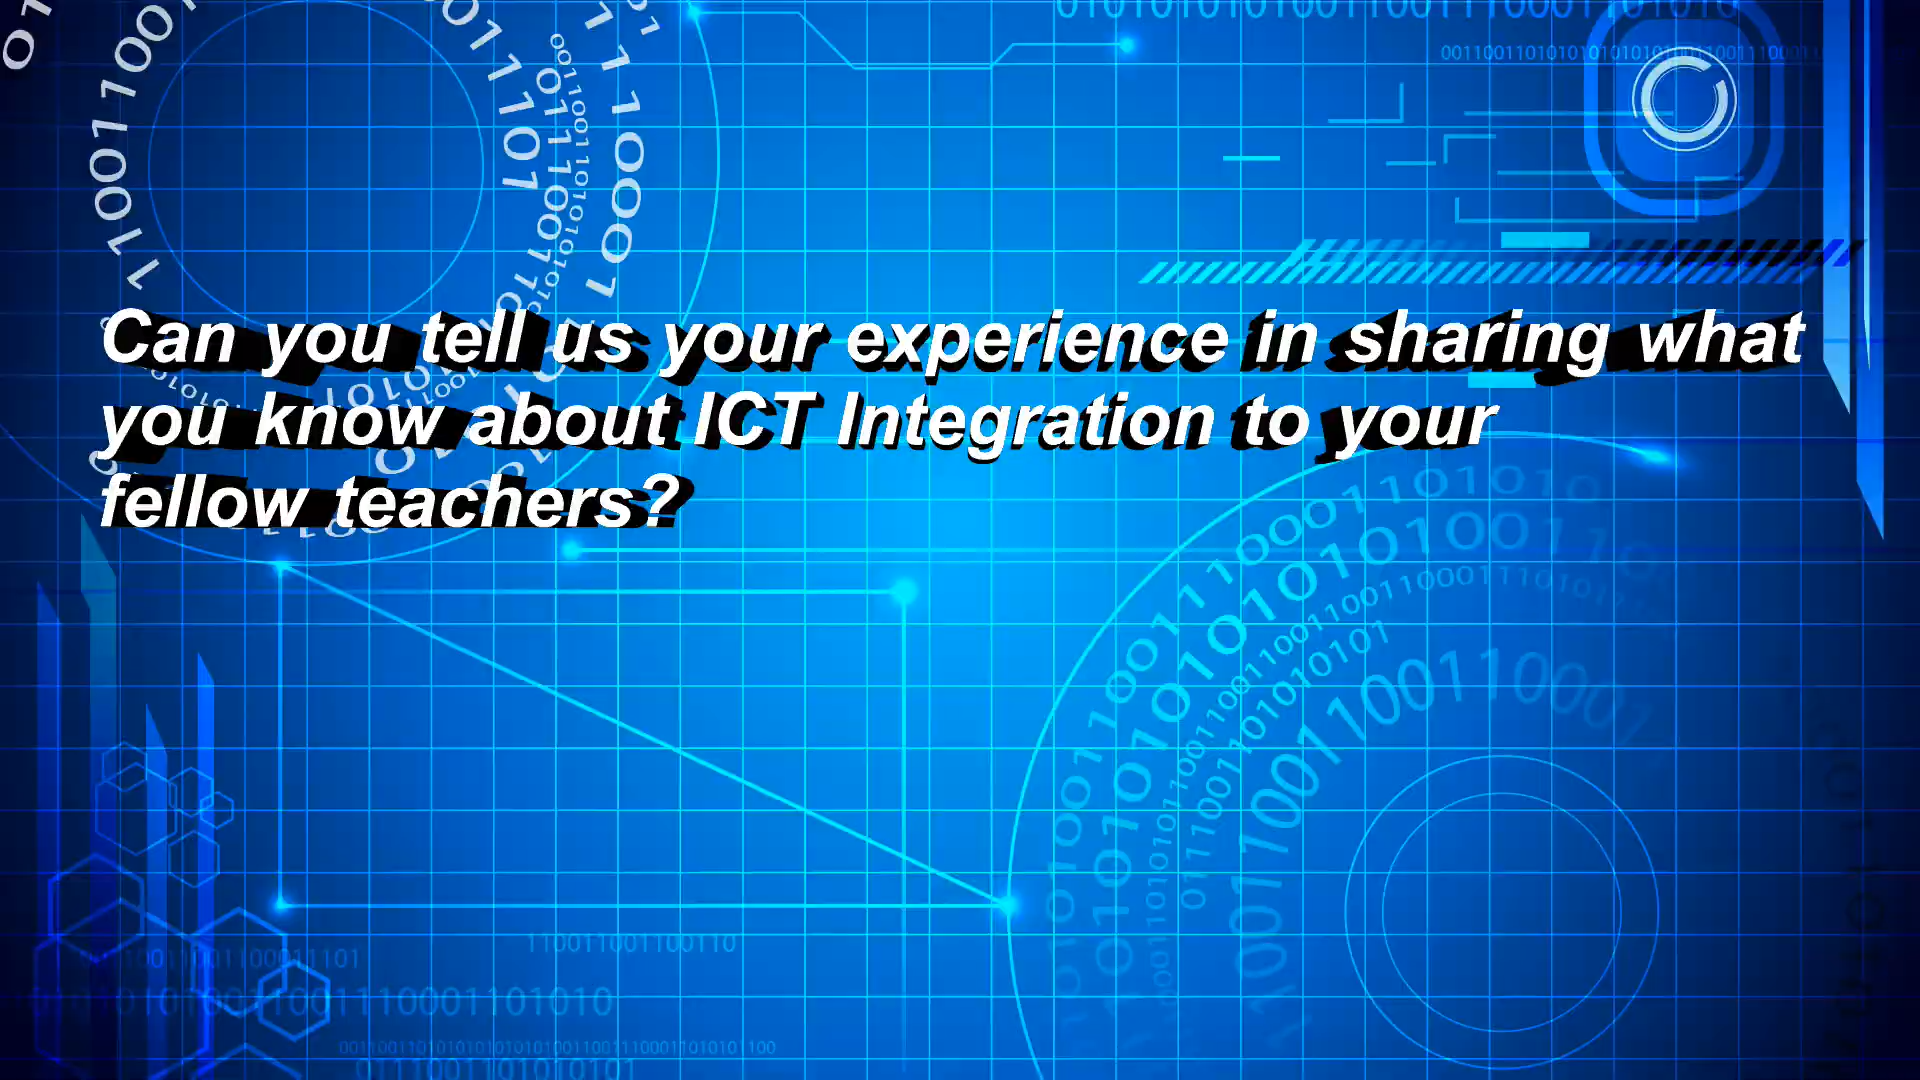 Can you tell us your experience in sharing what
you know about ICT Integration to your
fellow teachers?